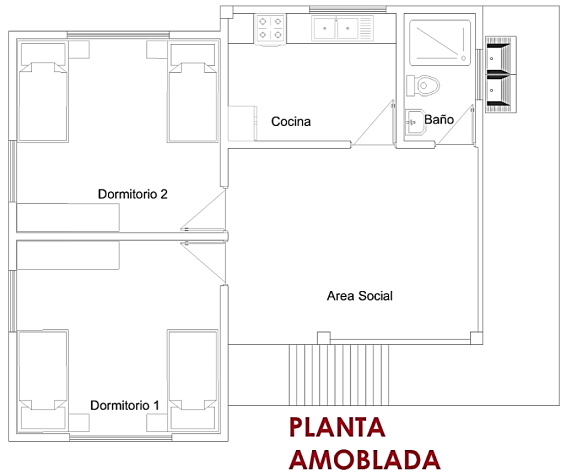 Cocina
Baño
Dormitorio 2
Area Social
Dormitorio 1
PLANTA
AMOBLADA